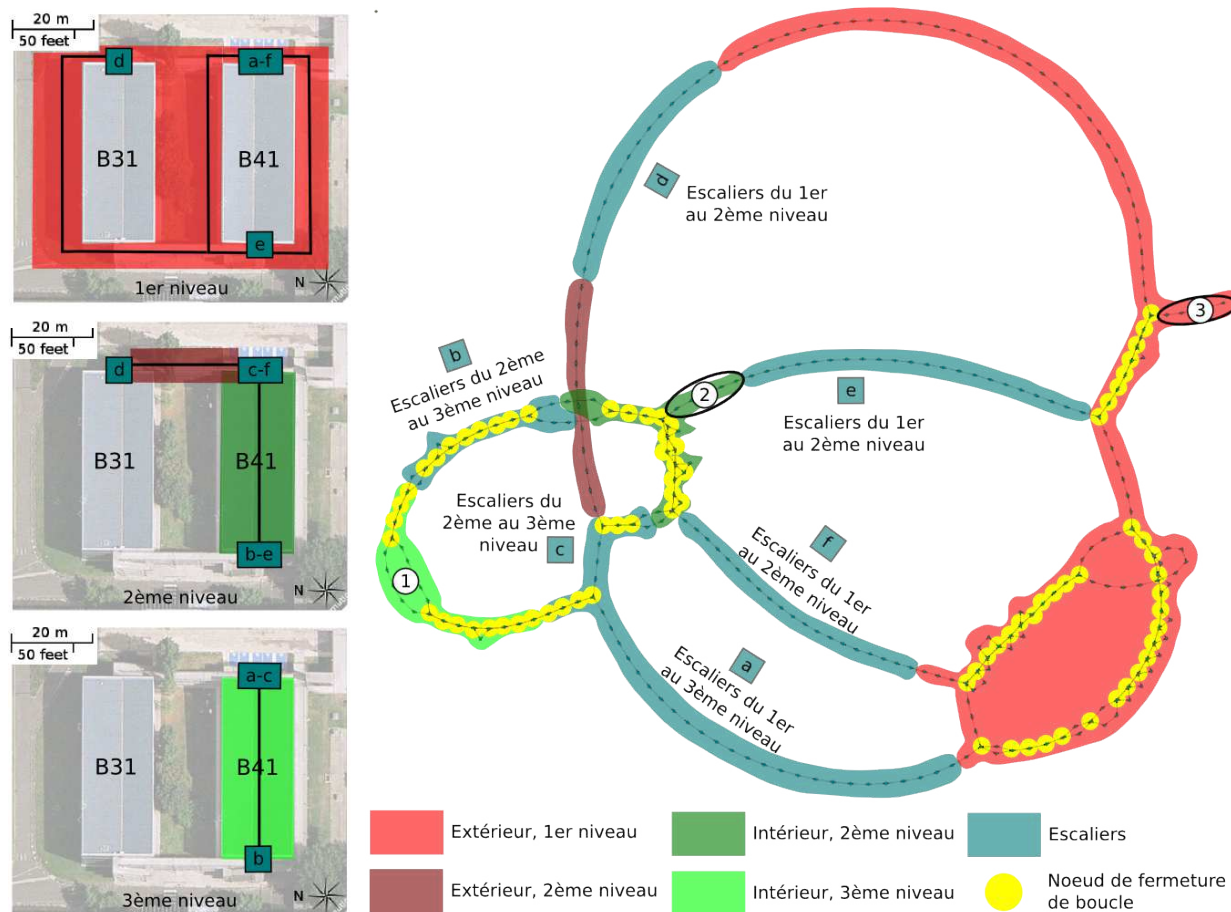 20 m
50 feet
d
a-f
B31
B41
e
N
1er niveau
20 m
50 feet
d
c-f
B31
B41
b-e
N
2ème niveau
20 m
50 feet
a-c
B31
B41
b
N
3ème niveau
d
Escaliers du 1er
au 2ème niveau
b
Escaliers du 2ème
au 3ème niveau
2
3
e
Escaliers du 1er
au 2ème niveau
Escaliers du
2ème au 3ème
niveau
c
1
f
Escaliers du 1er
au 2ème niveau
a
Escaliers du 1er
au 3ème niveau
Extérieur, 1er niveau
Intérieur, 2ème niveau
Escaliers
Extérieur, 2ème niveau
Intérieur, 3ème niveau
Noeud de fermeture
de boucle